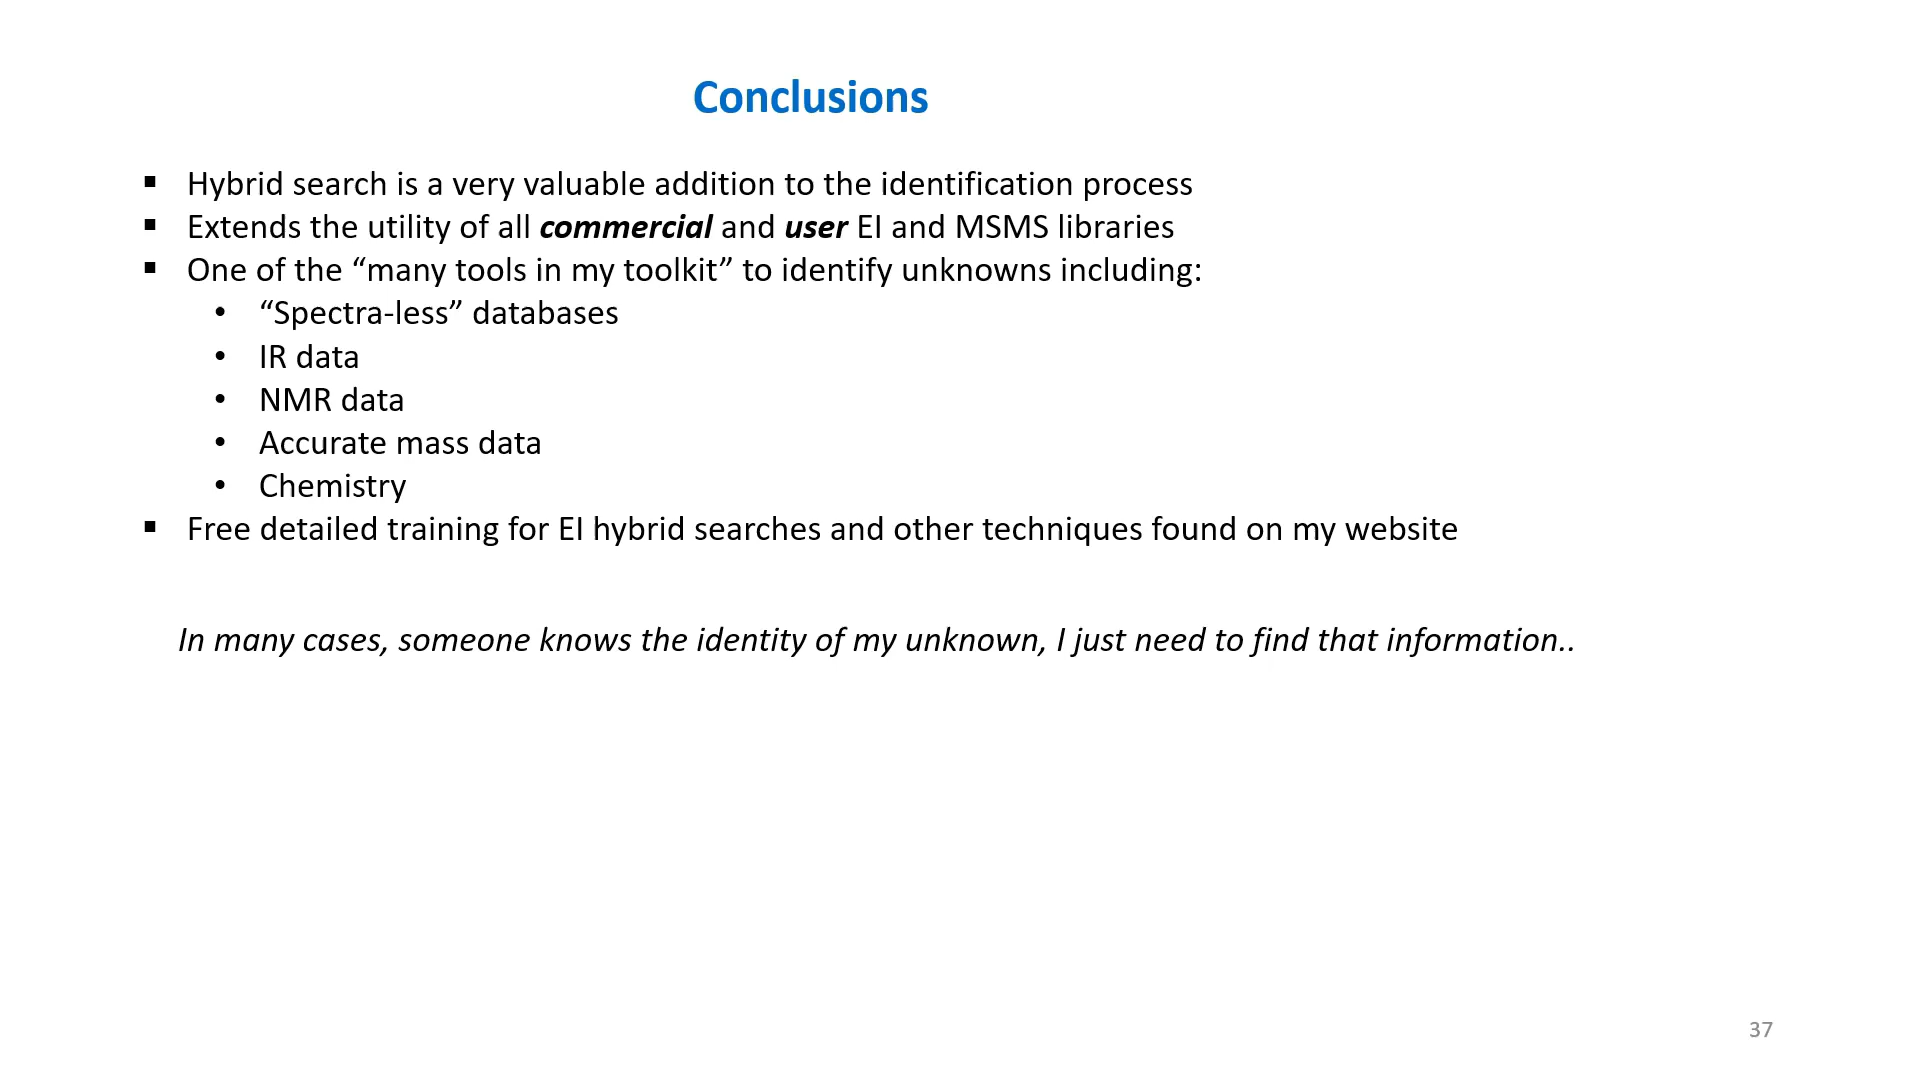 Conclusions
▪ Hybrid search is a very valuable addition to the identification process
▪ Extends the utility of all commercial and user EI and MSMS libraries
▪ One of the “many tools in my toolkit” to identify unknowns including:
• “Spectra-less” databases
• IR data
• NMR data
• Accurate mass data
• Chemistry
▪ Free detailed training for EI hybrid searches and other techniques found on my website
In many cases, someone knows the identity of my unknown, I just need to find that information..
37